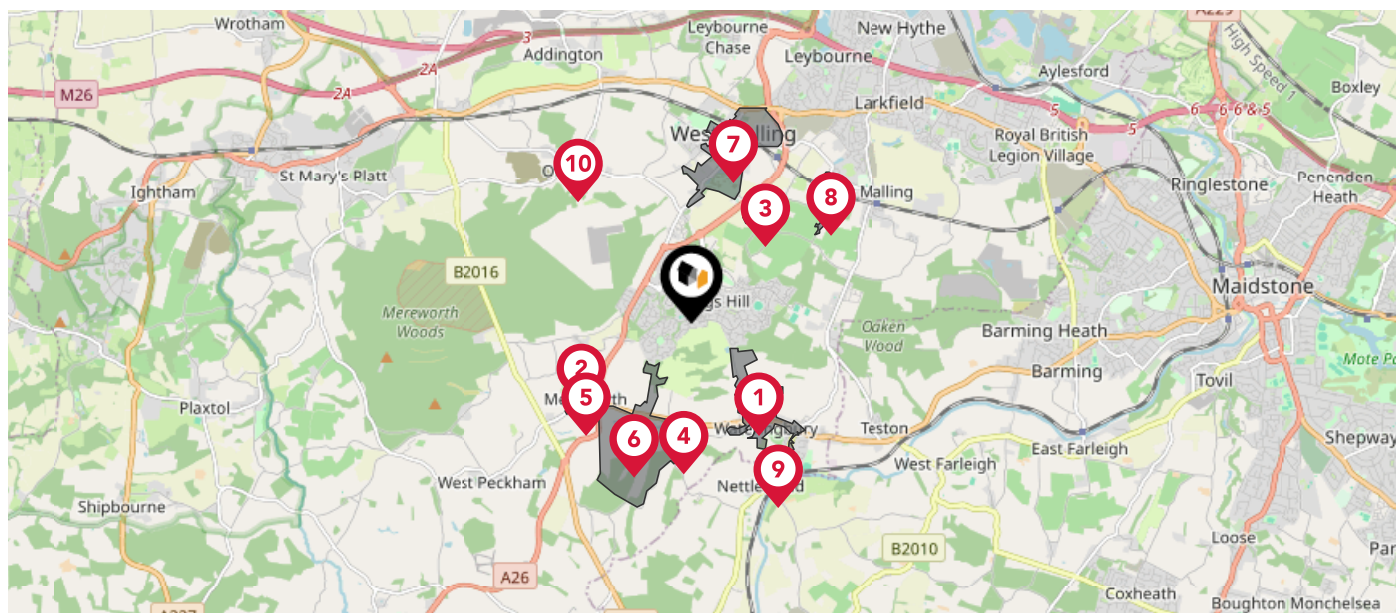 Wrotham
Addington
Leybourne
Chase
New Hythe
A229
Leybourne
High Speed 1
Aylesford
Boxley
M26
3
2A
2A
Larkfield
5
5
6
6-6&5
Royal British
Legion Village
Ightham
St Mary's Platt
10
7
3
8
Malling
Ringlestone
Penenden
Heath
B2016
Mereworth
Woods
Oaken
Wood
Maidstone
Barming Heath
Barming
Mote
Tovil
Plaxtol
2
5
1
6
4
9
Teston
East Farleigh
West Farleigh
Shepway
West Peckham
Shipbourne
A26
B2010
Loose
Coxheath
Boughton Monchelsea
A227